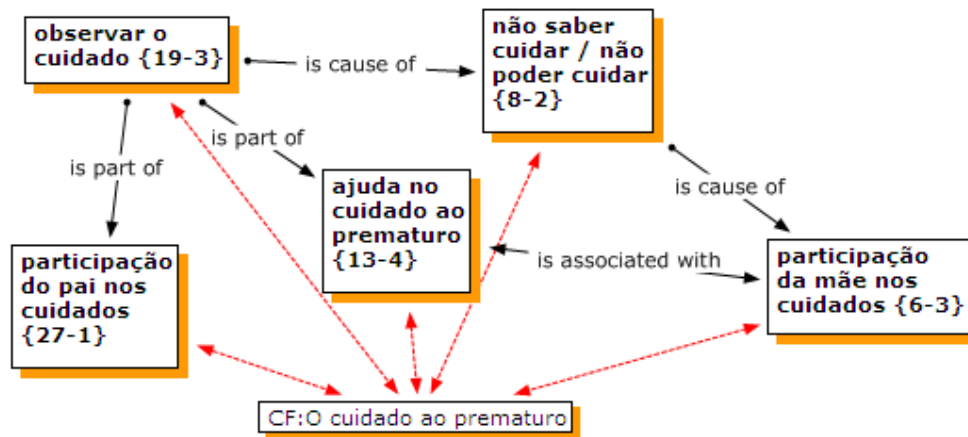 observar o
cuidado {19-3}
is cause of
não saber
cuidar / não
poder cuidar
{8-2}
is part of
is part of
ajuda no
cuidado ao
prematuro
{13-4}
is cause of
is associated with
participação
do pai nos
cuidados
{27-1}
participação
da mãe nos
cuidados {6-3}
CF:O cuidado ao prematuro